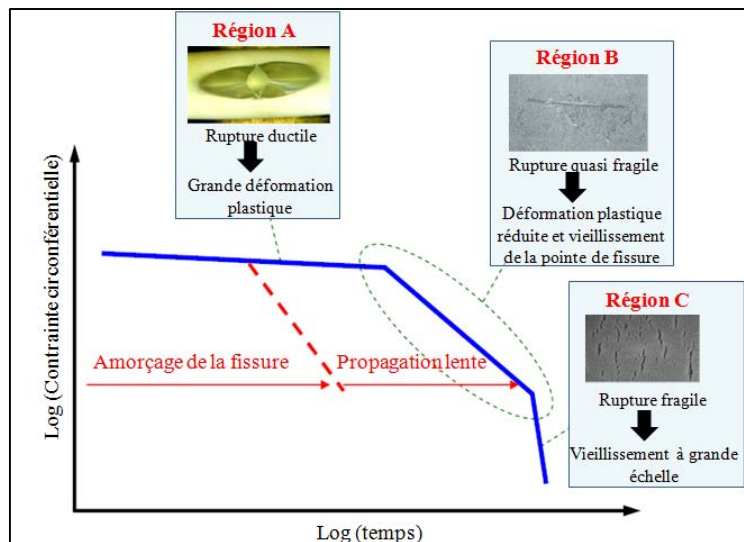 Région A
Rupture ductile
Grande déformation
plastique
Région B
Rupture quasi fragile
Déformation plastique
réduite et vieillissement
de la pointe de fissure
Région C
Rupture fragile
Vieillissement à grande
échelle
Amorçage de la fissure
Propagation lente
Log (Contrainte circonférentielle)
Log (temps)